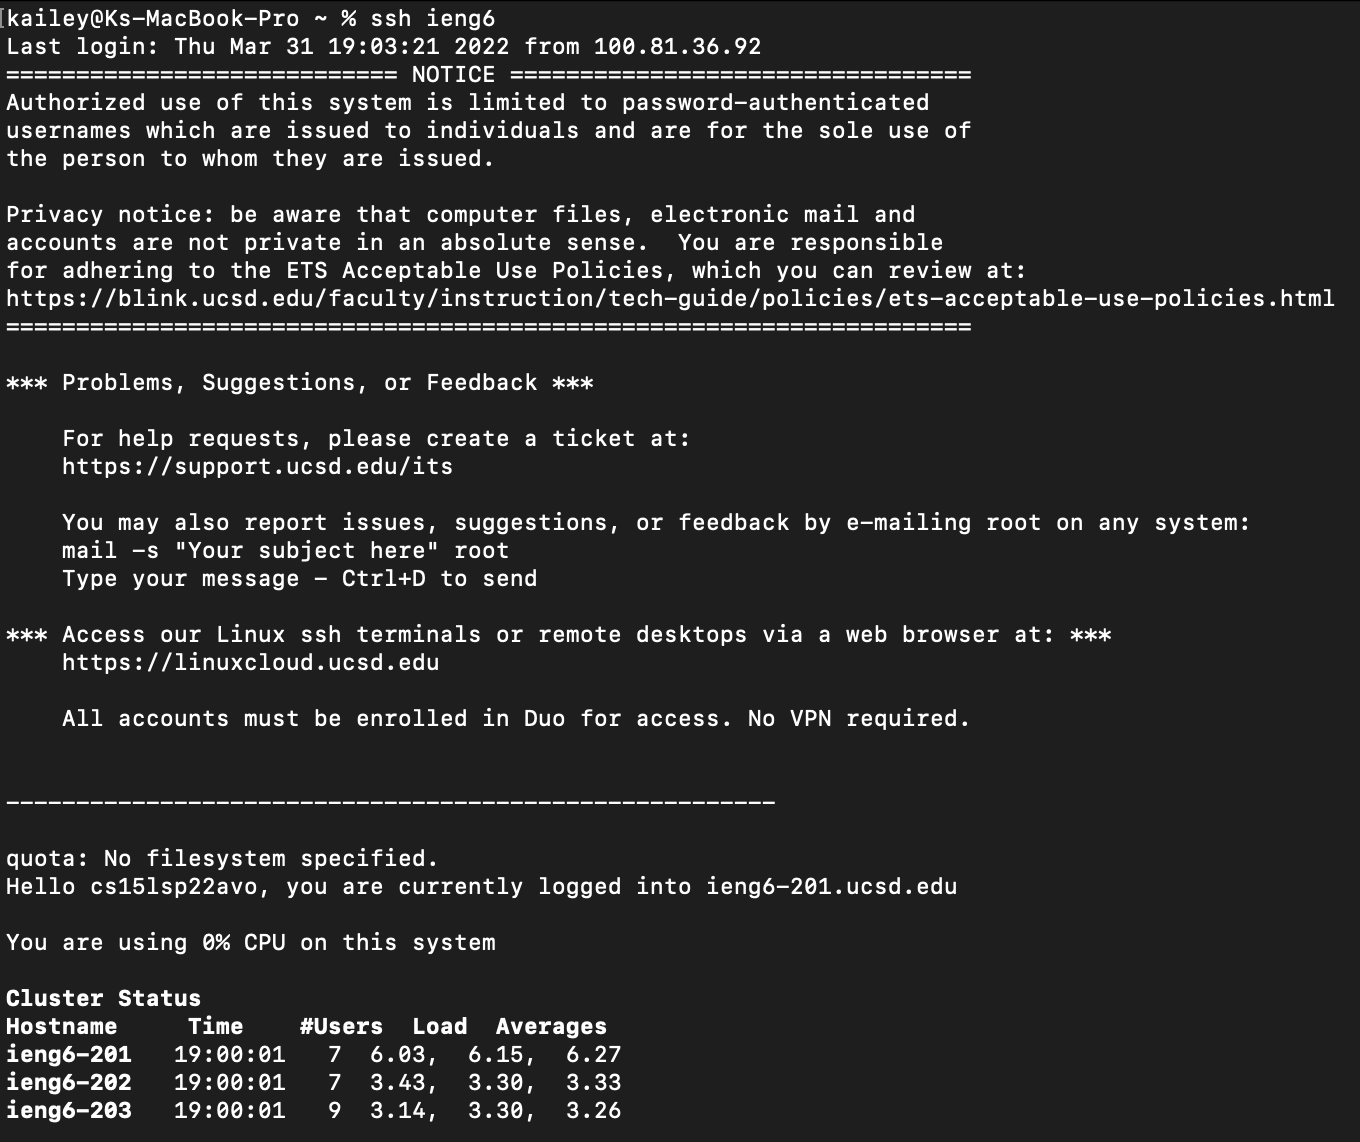 [kailey@Ks-MacBook-Pro ~ % ssh ieng6
Last login: Thu Mar 31 19:03:21 2022 from 100.81.36.92
============================ NOTICE =================================
Authorized use of this system is limited to password-authenticated
usernames which are issued to individuals and are for the sole use of
the person to whom they are issued.

Privacy notice: be aware that computer files, electronic mail and
accounts are not private in an absolute sense.  You are responsible
for adhering to the ETS Acceptable Use Policies, which you can review at:
https://blink.ucsd.edu/faculty/instruction/tech-guide/policies/ets-acceptable-use-policies.html
=====================================================================

*** Problems, Suggestions, or Feedback ***

    For help requests, please create a ticket at:
    https://support.ucsd.edu/its

    You may also report issues, suggestions, or feedback by e-mailing root on any system:
    mail -s "Your subject here" root
    Type your message - Ctrl+D to send

*** Access our Linux ssh terminals or remote desktops via a web browser at: ***
    https://linuxcloud.ucsd.edu

    All accounts must be enrolled in Duo for access. No VPN required.

-------------------------------------------------------

quota: No filesystem specified.
Hello cs15lsp22avo, you are currently logged into ieng6-201.ucsd.edu

You are using 0% CPU on this system

Cluster Status
Hostname     Time    #Users  Load  Averages
ieng6-201   19:00:01   7  6.03,  6.15,  6.27
ieng6-202   19:00:01   7  3.43,  3.30,  3.33
ieng6-203   19:00:01   9  3.14,  3.30,  3.26